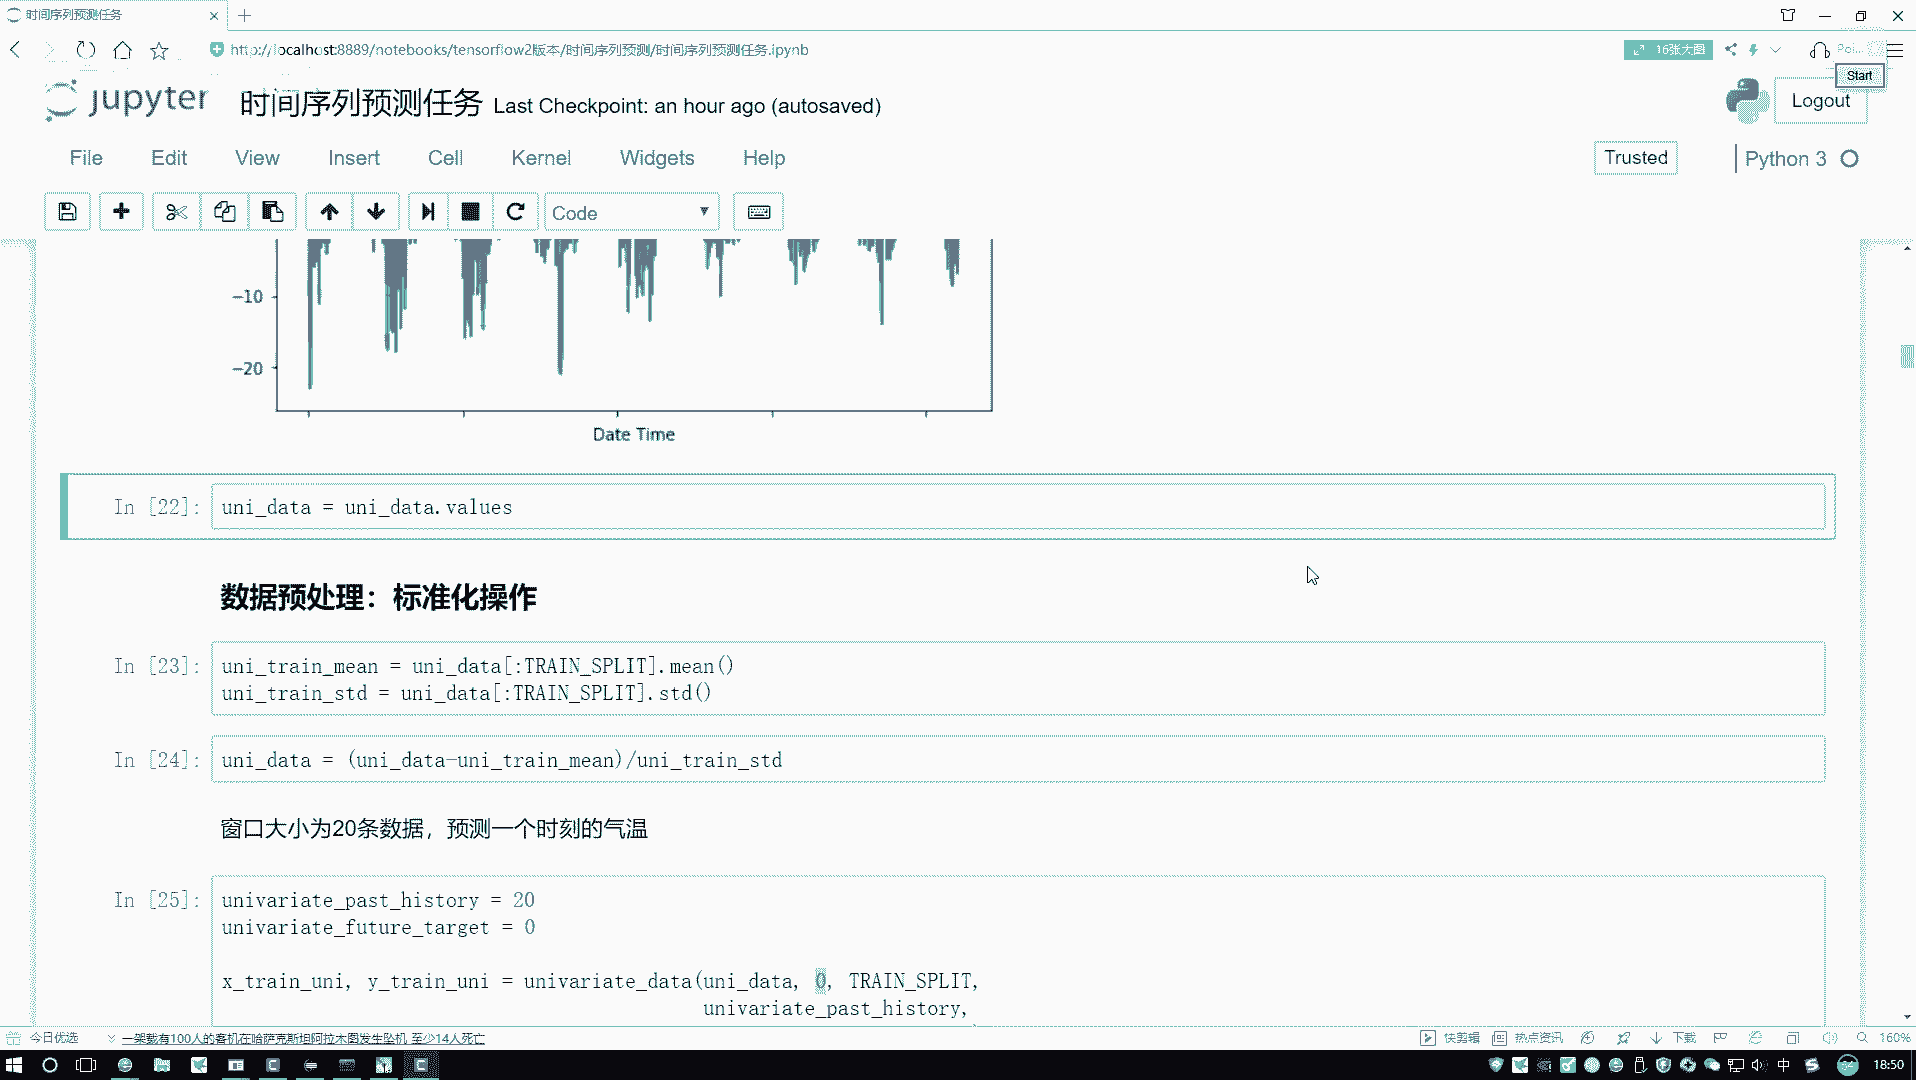 时间序列预测任务
http://localhost:8889/notebooks/tensorflow2版本/时间序列预测/时间序列预测任务.ipynb
16张大图
Start
jupyter 时间序列预测任务 Last Checkpoint: an hour ago (autosaved)
Logout
File Edit View Insert Cell Kernel Widgets Help
Trusted
Python 3
Code
−10
−20
Date Time
In [22]: uni_data = uni_data.values
数据预处理：标准化操作
In [23]: uni_train_mean = uni_data[:TRAIN_SPLIT].mean()
uni_train_std = uni_data[:TRAIN_SPLIT].std()
In [24]: uni_data = (uni_data-uni_train_mean)/uni_train_std
窗口大小为20条数据，预测一个时刻的气温
In [25]: univariate_past_history = 20
univariate_future_target = 0
x_train_uni, y_train_uni = univariate_data(uni_data, 0, TRAIN_SPLIT,
univariate_past_history,
今日优选
一架载有100人的客机在哈萨克斯坦阿拉木图发生坠机 至少14人死亡
快剪辑
热点资讯
下载
160%
中
18:50